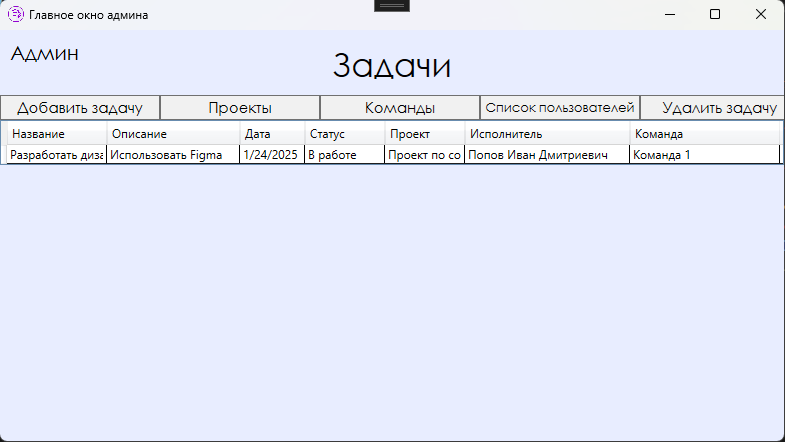 Главное окно админа
Админ
Задачи
Добавить задачу Проекты Команды Список пользователей Удалить задачу
Название Описание Дата Статус Проект Исполнитель Команда
Разработать диза Использовать Figma 1/24/2025 В работе Проект по со Попов Иван Дмитриевич Команда 1